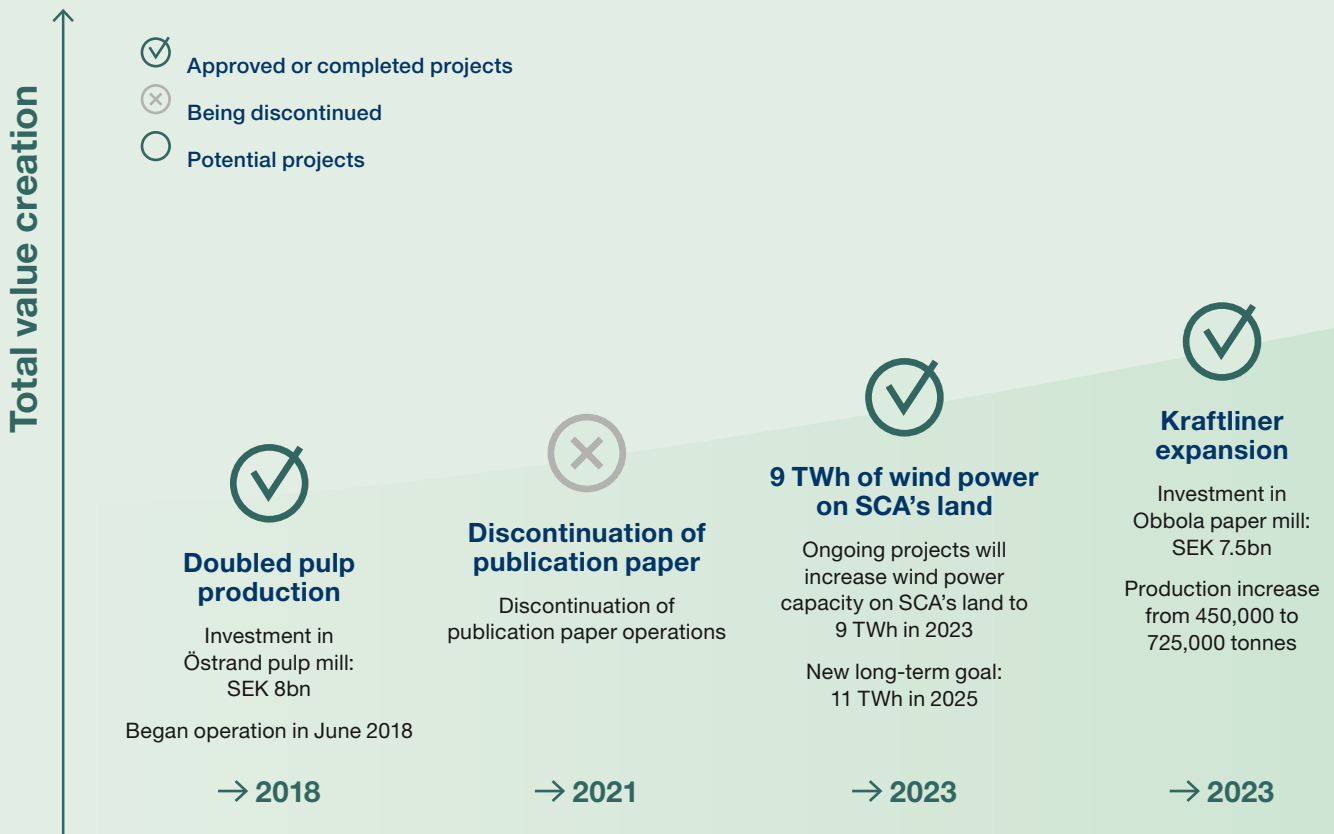 Total value creation
Approved or completed projects
Being discontinued
Potential projects
Doubled pulp
production
Investment in
Östrand pulp mill:
SEK 8bn
Began operation in June 2018
→ 2018
Discontinuation of
publication paper
Discontinuation of
publication paper operations
→ 2021
9 TWh of wind power
on SCA’s land
Ongoing projects will
increase wind power
capacity on SCA’s land to
9 TWh in 2023
New long-term goal:
11 TWh in 2025
→ 2023
Kraftliner
expansion
Investment in
Obbola paper mill:
SEK 7.5bn
Production increase
from 450,000 to
725,000 tonnes
→ 2023